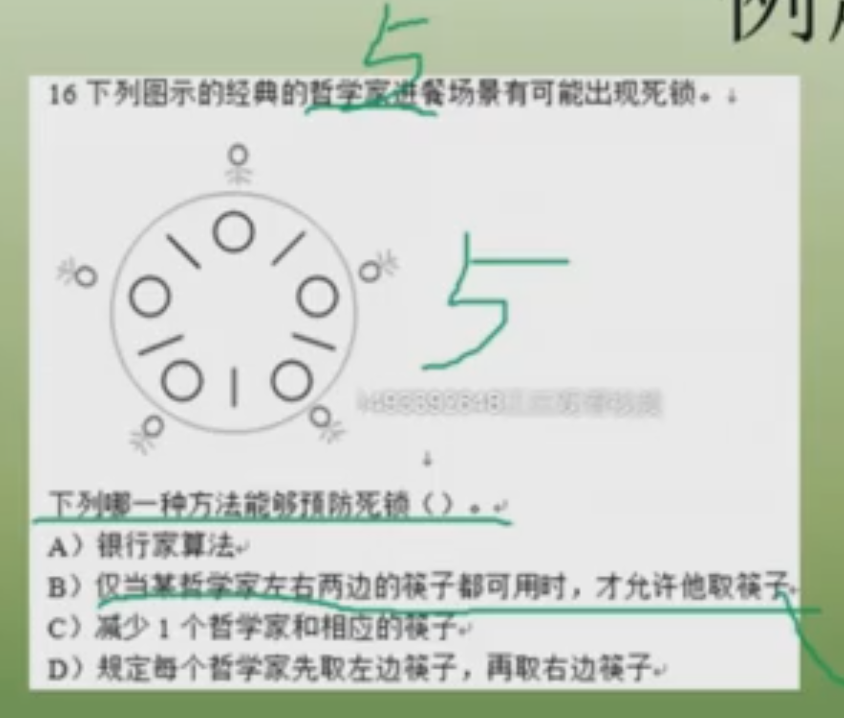 例
5
16 下列图示的经典的哲学家进餐场景有可能出现死锁。↓
5
↓
下列哪一种方法能够预防死锁（）。↵
A）银行家算法↵
B）仅当某哲学家左右两边的筷子都可用时，才允许他取筷子。
C）减少 1 个哲学家和相应的筷子↵
D）规定每个哲学家先取左边筷子，再取右边筷子↵